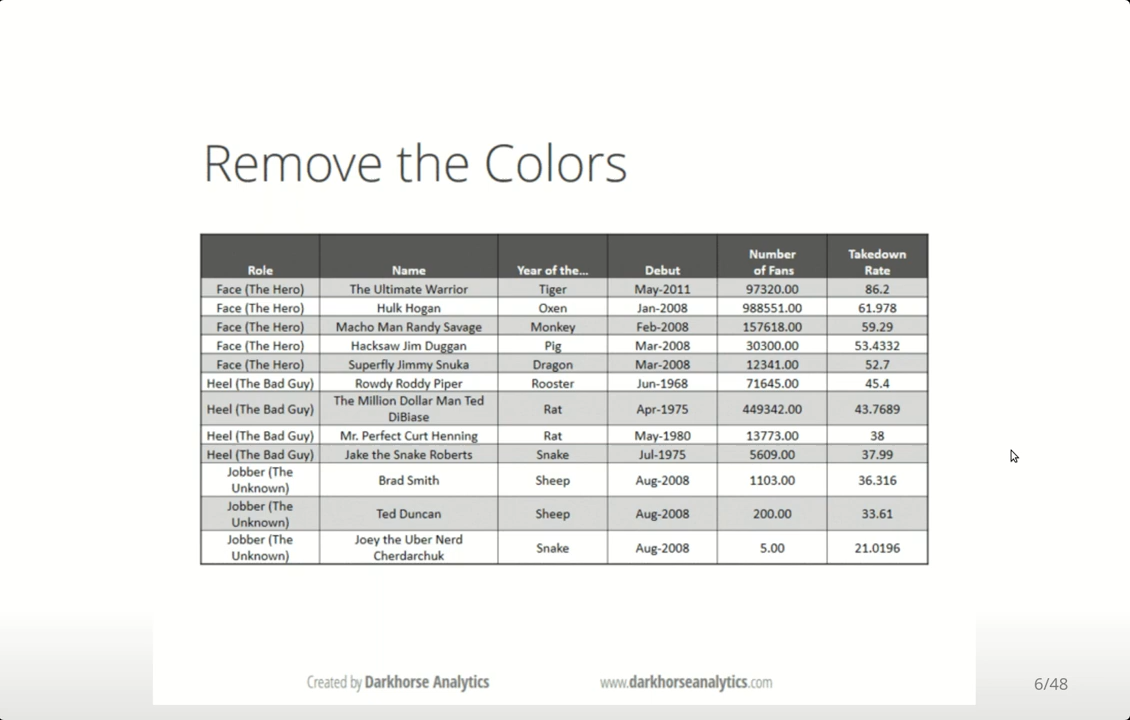 Remove the Colors
Role Name Year of the... Debut Number of Fans Takedown Rate
Face (The Hero) The Ultimate Warrior Tiger May-2011 97320.00 86.2
Face (The Hero) Hulk Hogan Oxen Jan-2008 988551.00 61.978
Face (The Hero) Macho Man Randy Savage Monkey Feb-2008 157618.00 59.29
Face (The Hero) Hacksaw Jim Duggan Pig Mar-2008 30300.00 53.4332
Face (The Hero) Superfly Jimmy Snuka Dragon Mar-2008 12341.00 52.7
Heel (The Bad Guy) Rowdy Roddy Piper Rooster Jun-1968 71645.00 45.4
Heel (The Bad Guy) The Million Dollar Man Ted DiBiase Rat Apr-1975 449342.00 43.7689
Heel (The Bad Guy) Mr. Perfect Curt Henning Rat May-1980 13773.00 38
Heel (The Bad Guy) Jake the Snake Roberts Snake Jul-1975 5609.00 37.99
Jobber (The Unknown) Brad Smith Sheep Aug-2008 1103.00 36.316
Jobber (The Unknown) Ted Duncan Sheep Aug-2008 200.00 33.61
Jobber (The Unknown) Joey the Uber Nerd Cherdarchuk Snake Aug-2008 5.00 21.0196
Created by Darkhorse Analytics www.darkhorseanalytics.com
6/48